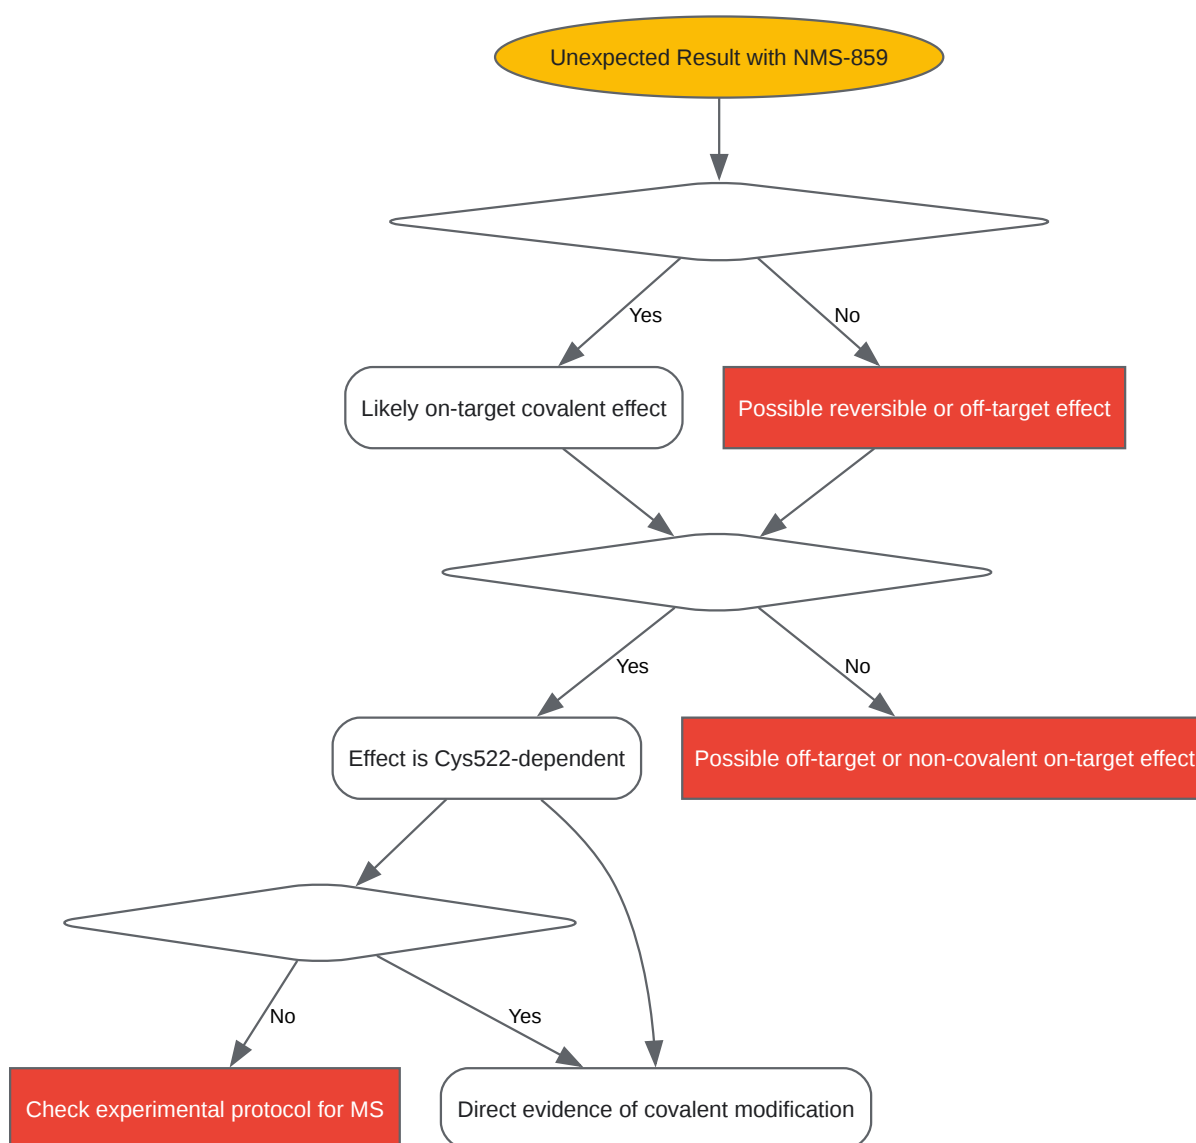 Unexpected Result with NMS-859
Yes
No
Likely on-target covalent effect
Possible reversible or off-target effect
Yes
No
Effect is Cys522-dependent
Possible off-target or non-covalent on-target effect
No
Yes
Check experimental protocol for MS
Direct evidence of covalent modification